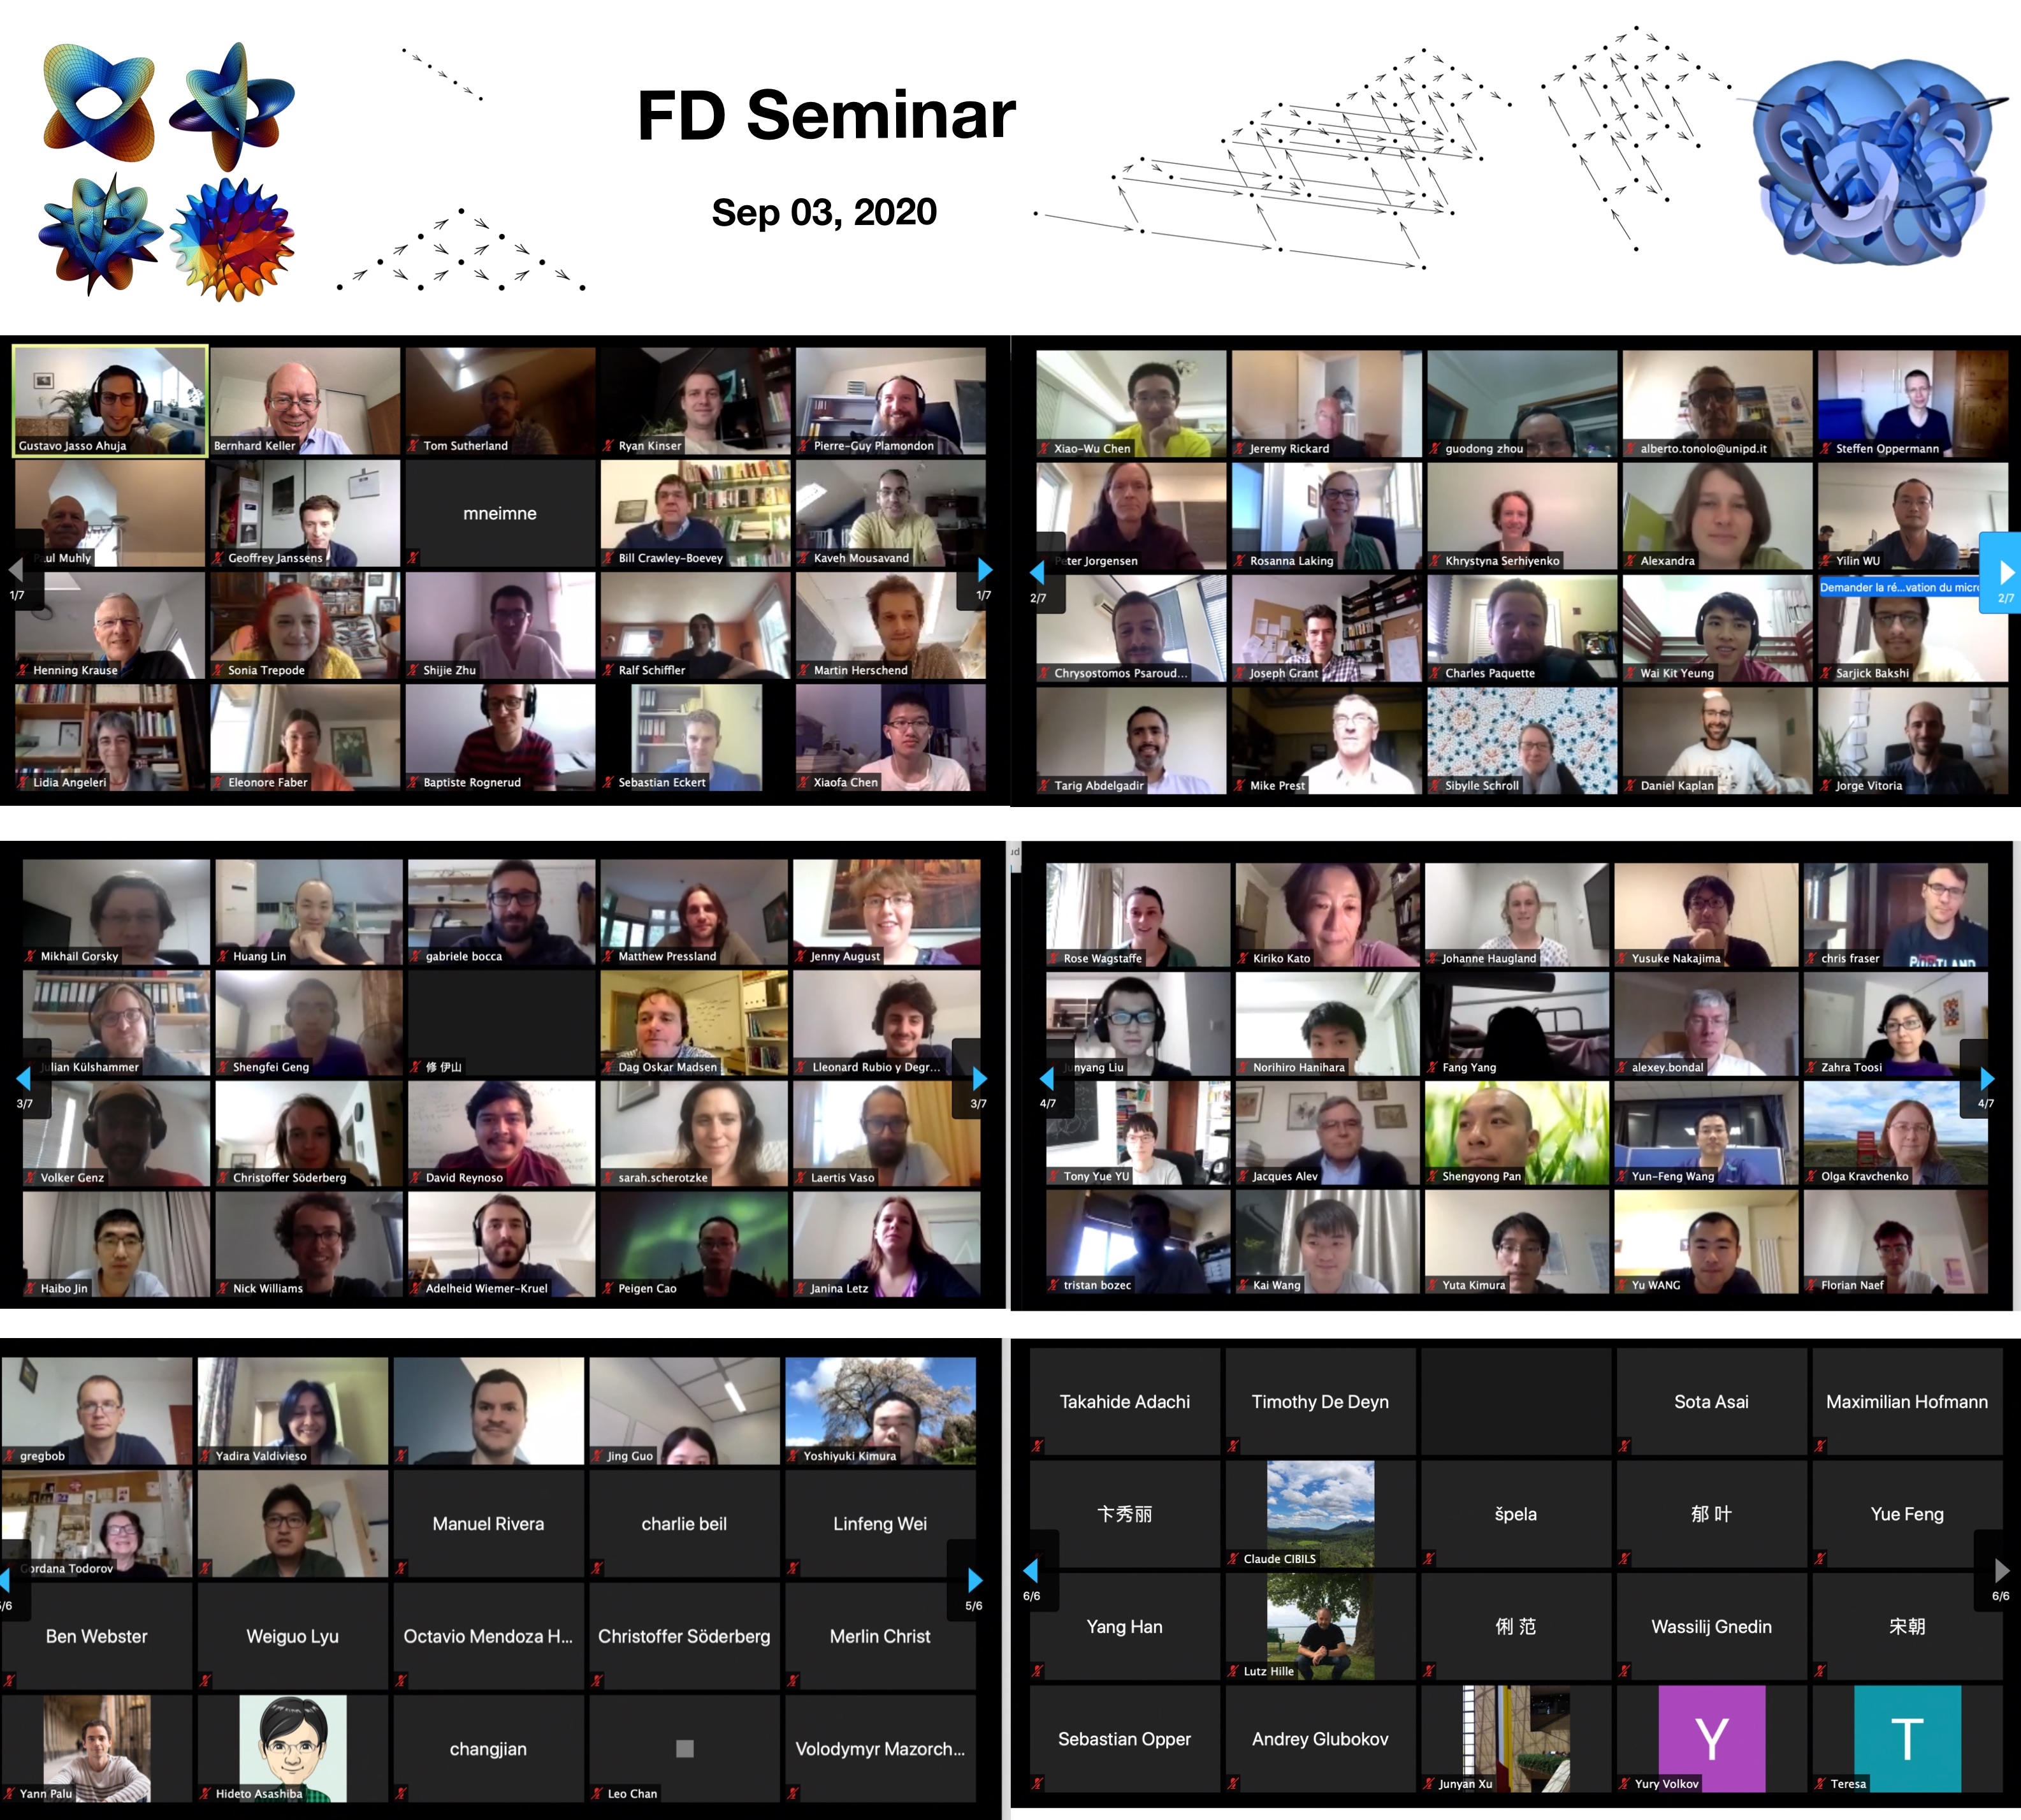 FD Seminar
Sep 03, 2020
Gustavo Jasso Ahuja
Bernhard Keller
Tom Sutherland
Ryan Kinser
Pierre-Guy Plamondon
Muhly
Geoffrey Janssens
mneimne
Bill Crawley-Boevey
Kaveh Mousavand
1/7
1/7
Henning Krause
Sonia Trepode
Shijie Zhu
Ralf Schiffler
Martin Herschend
Lidia Angeleri
Eleonore Faber
Baptiste Rognerud
Sebastian Eckert
Xiaofa Chen
Xiao-Wu Chen
Jeremy Rickard
guodong zhou
alberto.tonolo@unipd.it
Steffen Oppermann
Peter Jorgensen
Rosanna Laking
Khrystyna Serhiyenko
Alexandra
Yilin WU
2/7
Demander la ré...vation du micr
2/7
Chrysostomos Psaroud...
Joseph Grant
Charles Paquette
Wai Kit Yeung
Sarjick Bakshi
Tarig Abdelgadir
Mike Prest
Sibylle Schroll
Daniel Kaplan
Jorge Vitoria
Mikhail Gorsky
Huang Lin
gabriele bocca
Matthew Pressland
Jenny August
Julian Külshammer
Shengfei Geng
修 伊山
Dag Oskar Madsen
Lleonard Rubio y Degr...
3/7
3/7
Volker Genz
Christoffer Söderberg
David Reynoso
sarah.scherotzke
Laertis Vaso
Haibo Jin
Nick Williams
Adelheid Wiemer-Kruel
Peigen Cao
Janina Letz
ud
Rose Wagstaffe
Kiriko Kato
Johanne Haugland
Yusuke Nakajima
chris fraser
PORTLAND
Junyang Liu
Norihiro Hanihara
Fang Yang
alexey.bondal
Zahra Toosi
4/7
4/7
Tony Yue YU
Jacques Alev
Shengyong Pan
Yun-Feng Wang
Olga Kravchenko
tristan bozec
Kai Wang
Yuta Kimura
Yu WANG
Florian Naef
gregbob
Yadira Valdivieso
Jing Guo
Yoshiyuki Kimura
Gordana Todorov
Manuel Rivera
charlie beil
Linfeng Wei
5/6
5/6
Ben Webster
Weiguo Lyu
Octavio Mendoza H...
Christoffer Söderberg
Merlin Christ
Yann Palu
Hideto Asashiba
changjian
Leo Chan
Volodymyr Mazorch...
Takahide Adachi
Timothy De Deyn
Sota Asai
Maximilian Hofmann
卞秀丽
Claude CIBILS
špela
郁 叶
Yue Feng
6/6
6/6
Yang Han
Lutz Hille
俐 范
Wassilij Gnedin
宋朝
Sebastian Opper
Andrey Glubokov
Junyan Xu
Y
Yury Volkov
T
Teresa